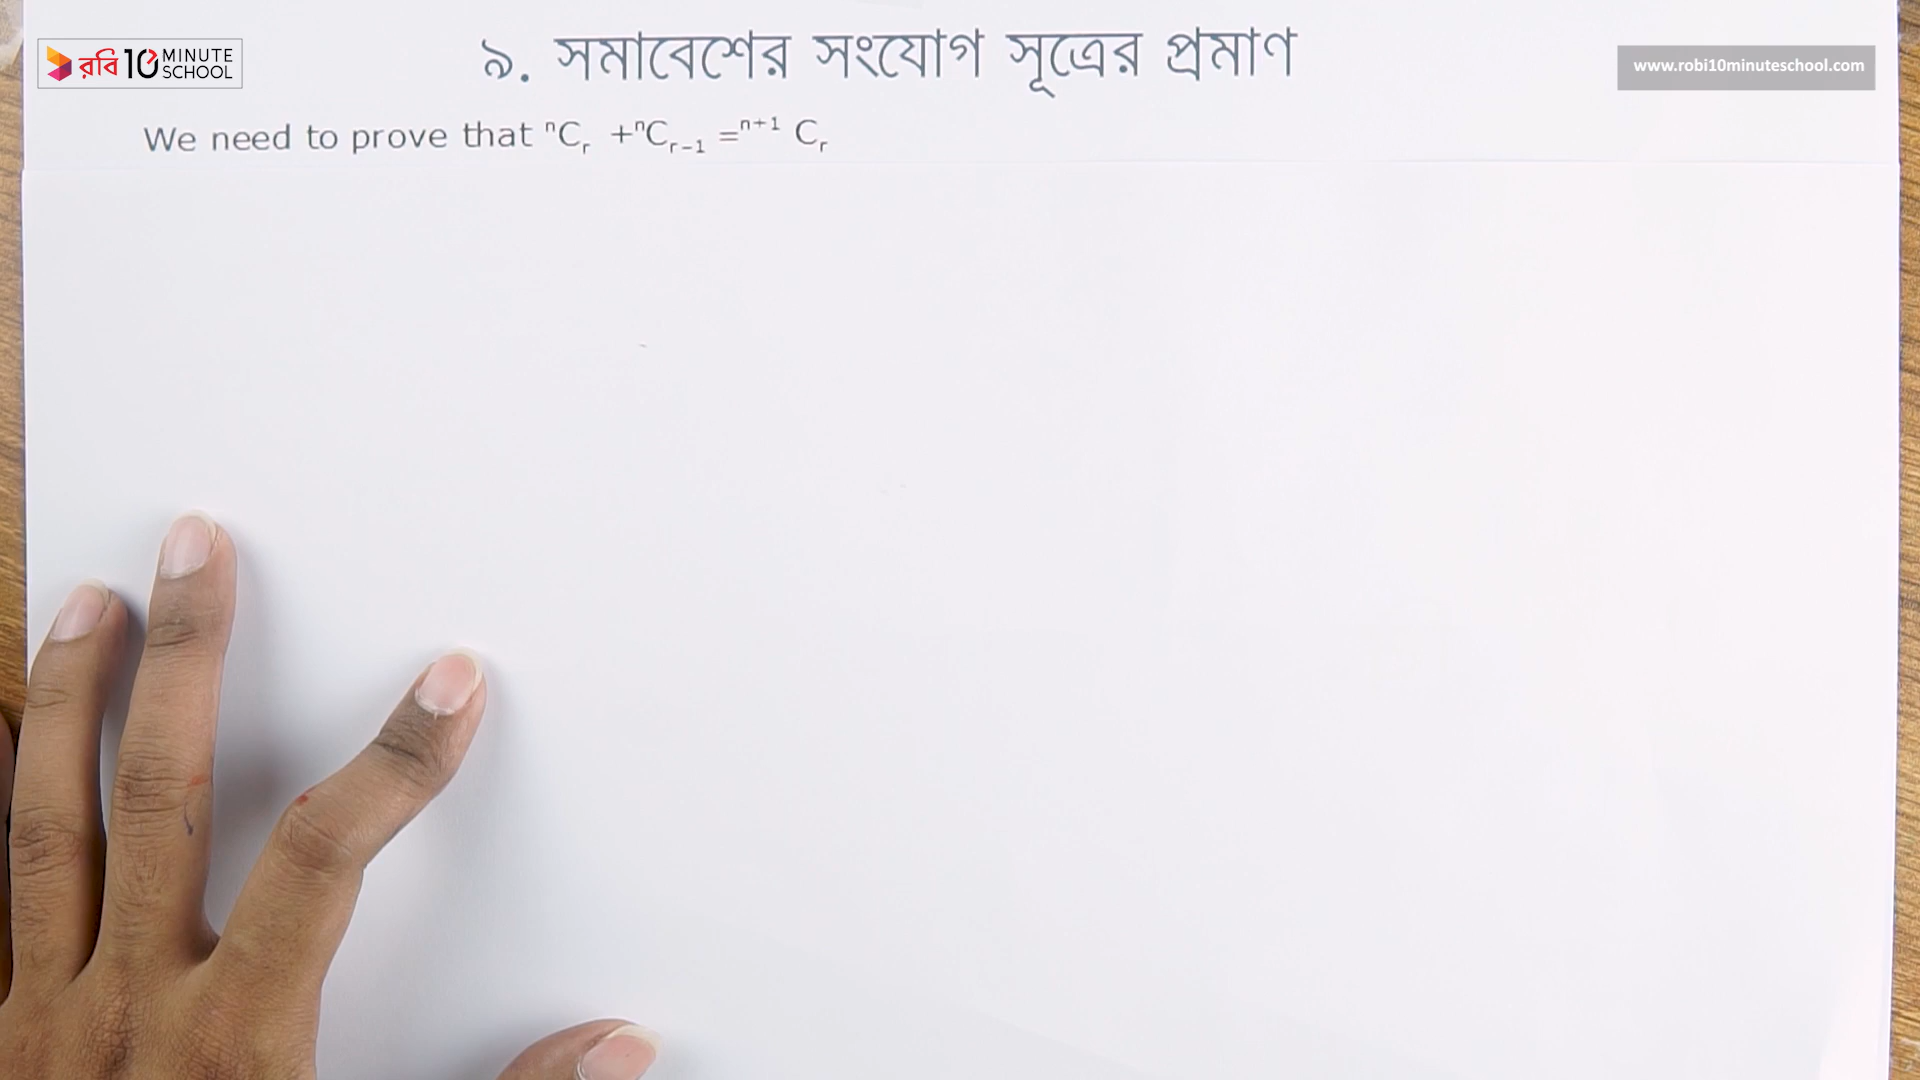 রবি 10 MINUTE SCHOOL
৯. সমাবেশের সংযোগ সূত্রের প্রমাণ
www.robi10minuteschool.com
We need to prove that ⁿCᵣ +ⁿCᵣ₋₁ =ⁿ⁺¹ Cᵣ